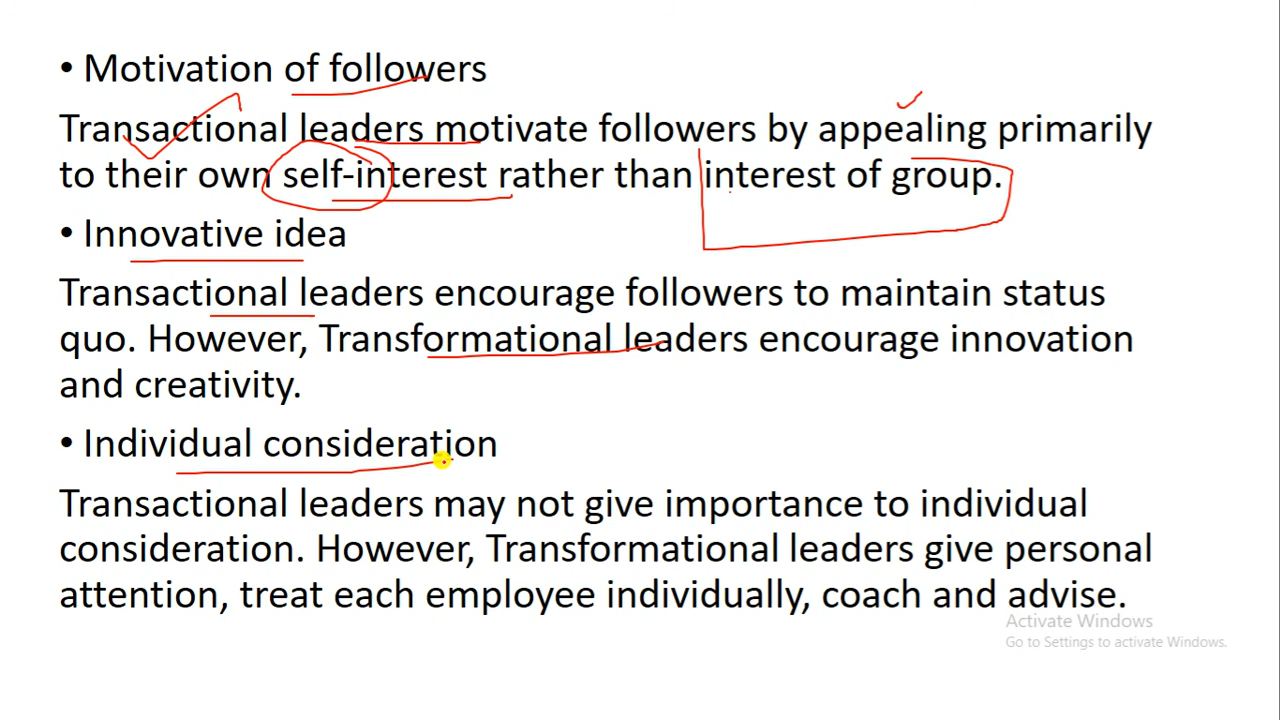 • Motivation of followers
Transactional leaders motivate followers by appealing primarily
to their own self-interest rather than interest of group.
• Innovative idea
Transactional leaders encourage followers to maintain status
quo. However, Transformational leaders encourage innovation
and creativity.
• Individual consideration
Transactional leaders may not give importance to individual
consideration. However, Transformational leaders give personal
attention, treat each employee individually, coach and advise.
Activate Windows
Go to Settings to activate Windows.